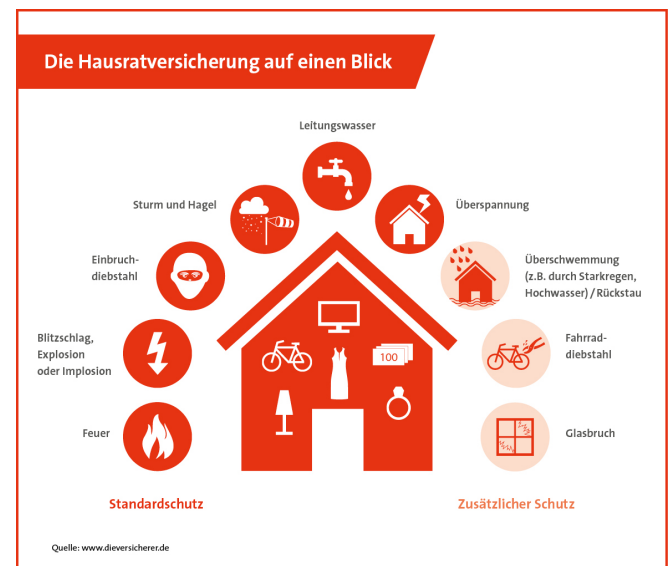 Die Hausratversicherung auf einen Blick
Leitungswasser
Sturm und Hagel
Überspannung
Einbruch-
diebstahl
Überschwemmung
(z.B. durch Starkregen,
Hochwasser) / Rückstau
Blitzschlag,
Explosion
oder Implosion
100
Fahrrad-
diebstahl
Feuer
Glasbruch
Standardschutz
Zusätzlicher Schutz
Quelle: www.dieversicherer.de